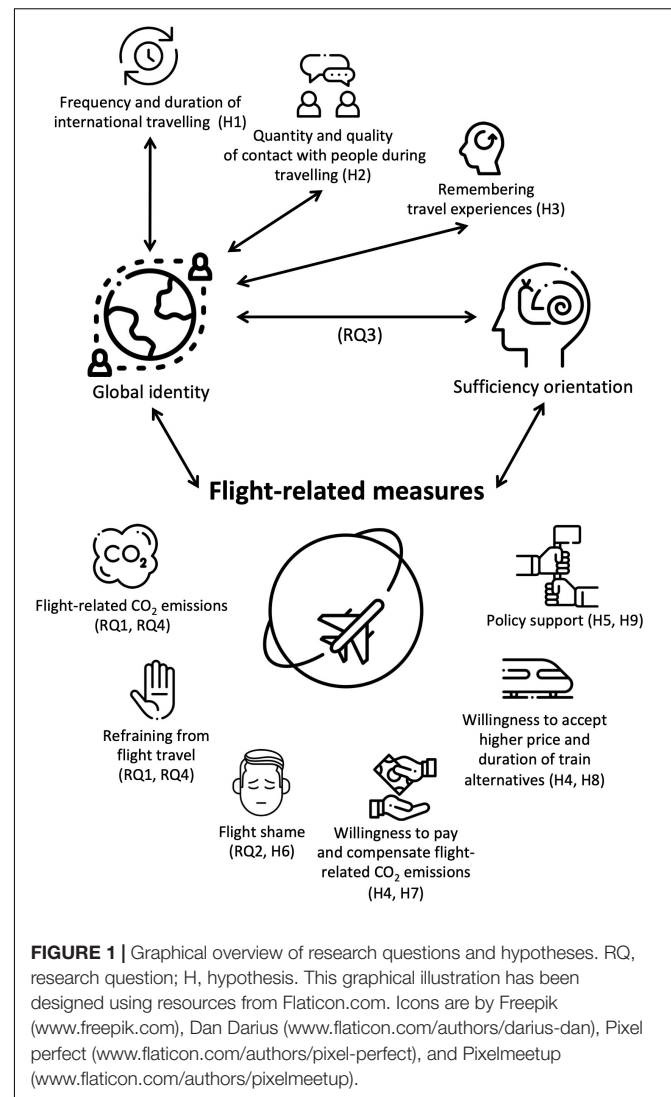 Frequency and duration of
international travelling (H1)
Quantity and quality
of contact with people during
travelling (H2)
Remembering
travel experiences (H3)
(RQ3)
Global identity
Sufficiency orientation
Flight-related measures
CO₂
Flight-related CO₂ emissions
(RQ1, RQ4)
Policy support (H5, H9)
Refraining from
flight travel
(RQ1, RQ4)
Willingness to accept
higher price and
duration of train
alternatives (H4, H8)
Flight shame
(RQ2, H6)
Willingness to pay
and compensate flight-
related CO₂ emissions
(H4, H7)
FIGURE 1 | Graphical overview of research questions and hypotheses. RQ,
research question; H, hypothesis. This graphical illustration has been
designed using resources from Flaticon.com. Icons are by Freepik
(www.freepik.com), Dan Darius (www.flaticon.com/authors/darius-dan), Pixel
perfect (www.flaticon.com/authors/pixel-perfect), and Pixelmeetup
(www.flaticon.com/authors/pixelmeetup).